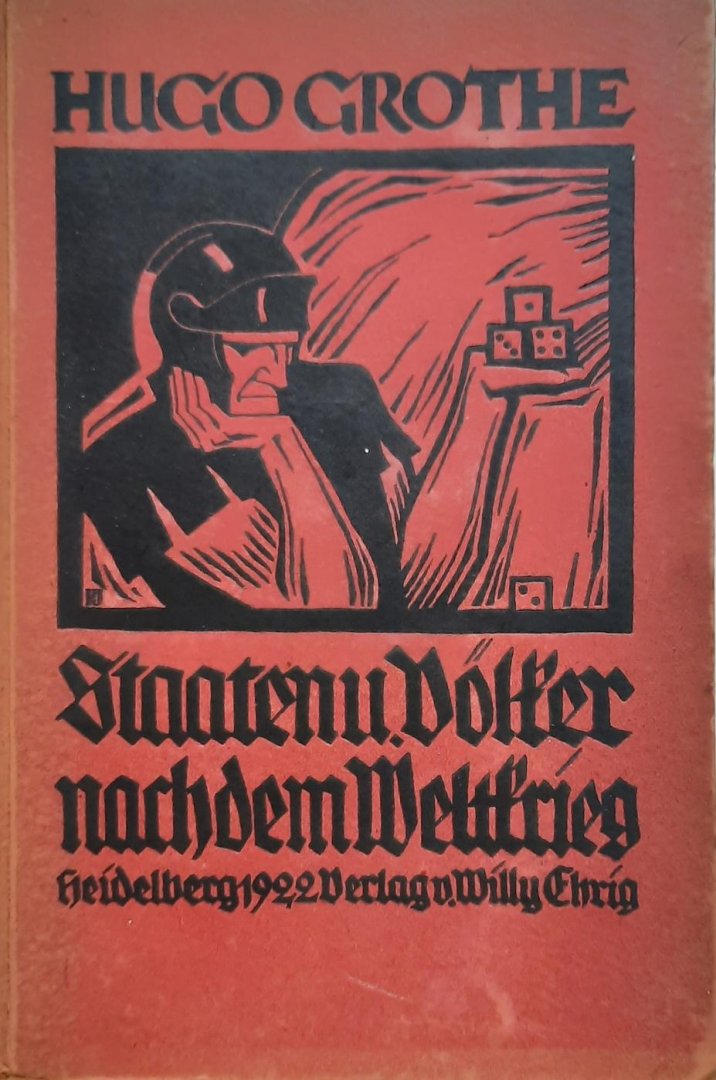 HUGO GROTHE
Staaten u. Völker
nach dem Weltkrieg
Heidelberg 1922 Verlag v. Willy Ehrig